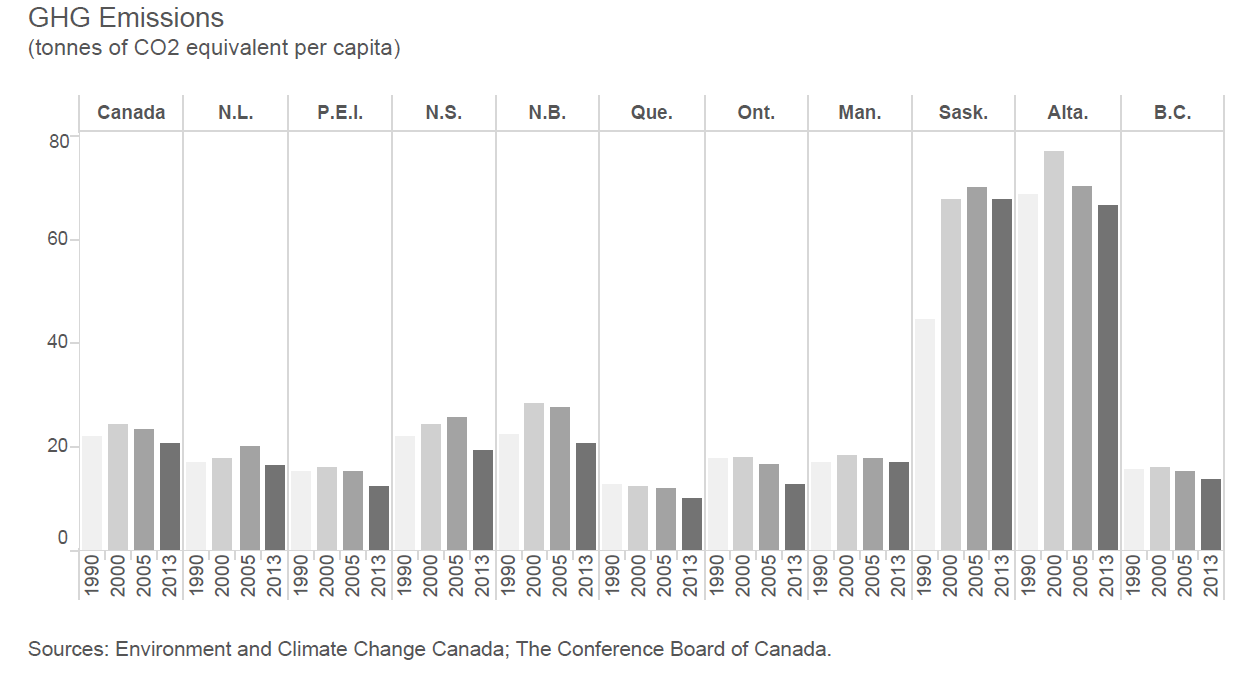 GHG Emissions
(tonnes of CO2 equivalent per capita)
Canada N.L. P.E.I. N.S. N.B. Que. Ont. Man. Sask. Alta. B.C.
80
60
40
20
0
1990 2000 2005 2013 1990 2000 2005 2013 1990 2000 2005 2013 1990 2000 2005 2013 1990 2000 2005 2013 1990 2000 2005 2013 1990 2000 2005 2013 1990 2000 2005 2013 1990 2000 2005 2013 1990 2000 2005 2013 1990 2000 2005 2013
Sources: Environment and Climate Change Canada; The Conference Board of Canada.